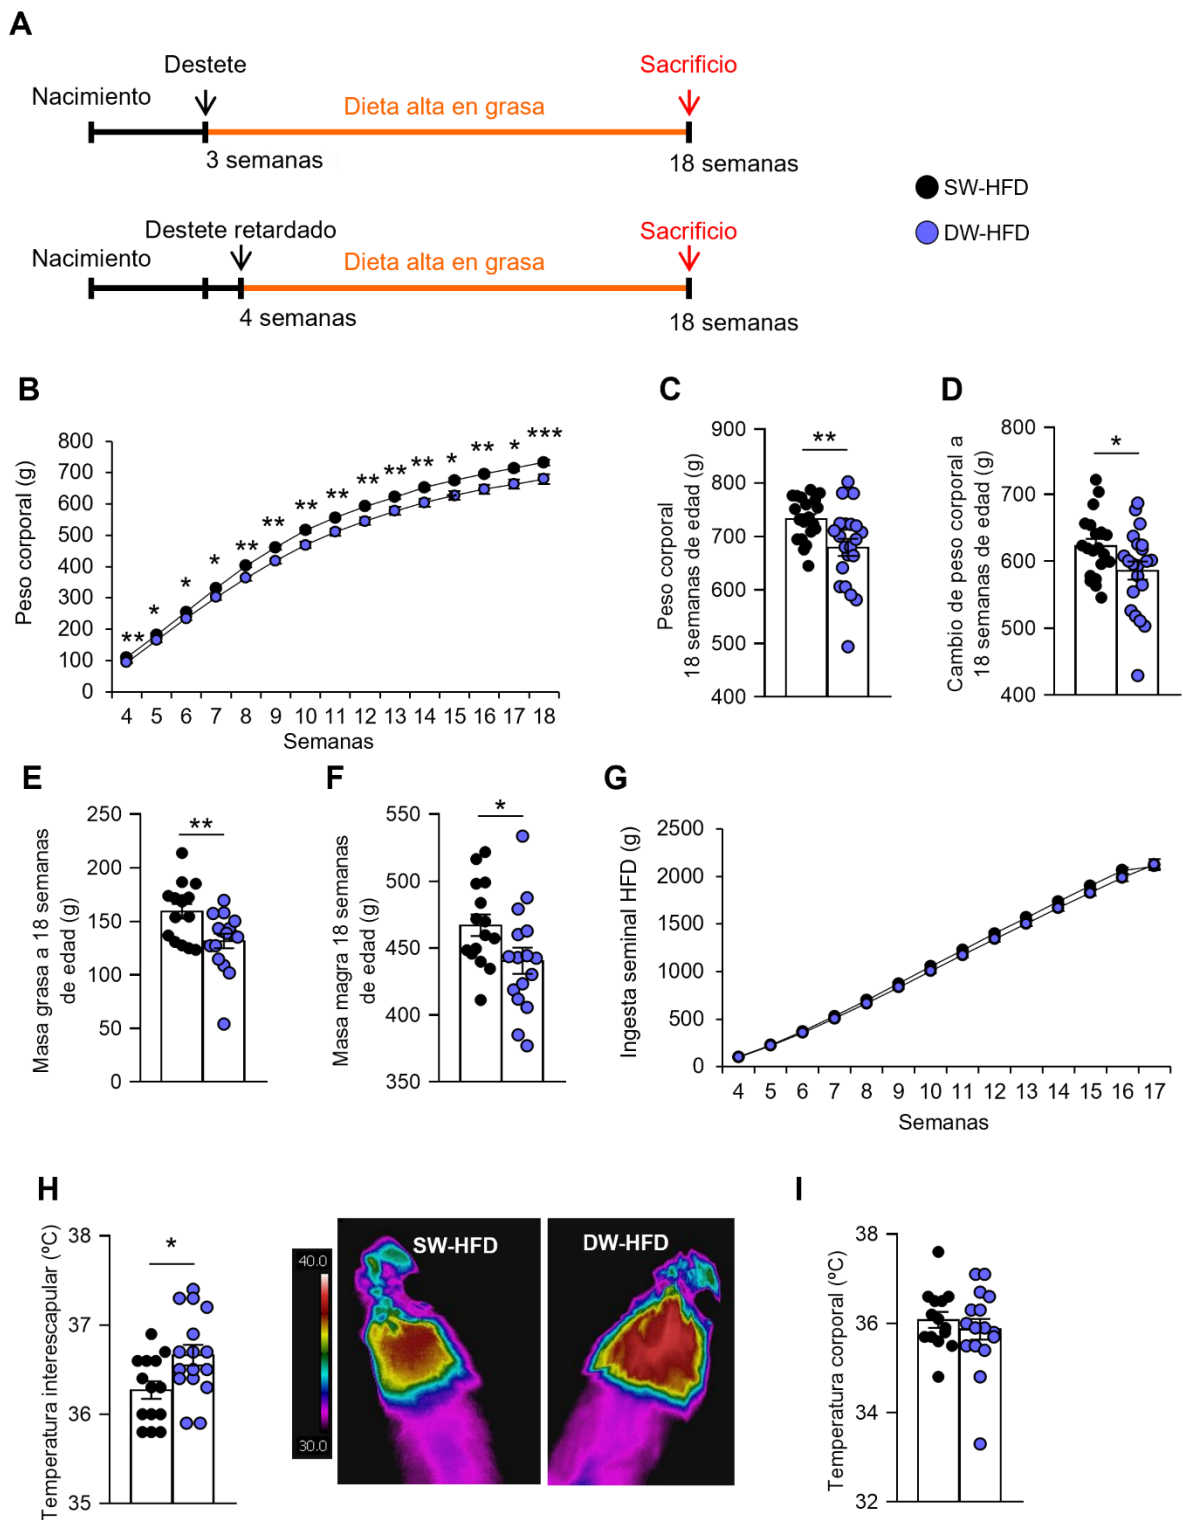 A
Destete
Sacrificio
Nacimiento
Dieta alta en grasa
3 semanas
18 semanas
SW-HFD
DW-HFD
Destete retardado
Sacrificio
Nacimiento
Dieta alta en grasa
4 semanas
18 semanas
B
Peso corporal (g)
800
700
600
500
400
300
200
100
0
** * * * ** ** ** ** ** ** ** * ** * ***
4 5 6 7 8 9 10 11 12 13 14 15 16 17 18
Semanas
C
Peso corporal
18 semanas de edad (g)
900
800
700
600
500
400
**
D
Cambio de peso corporal a
18 semanas de edad (g)
800
700
600
500
400
*
E
Masa grasa a 18 semanas
de edad (g)
250
200
150
100
50
0
**
F
Masa magra 18 semanas
de edad (g)
550
500
450
400
350
*
G
Ingesta seminal HFD (g)
2500
2000
1500
1000
500
0
4 5 6 7 8 9 10 11 12 13 14 15 16 17
Semanas
H
Temperatura interescapular (ºC)
38
37
36
35
*
40.0
30.0
SW-HFD
DW-HFD
I
Temperatura corporal (ºC)
38
36
34
32